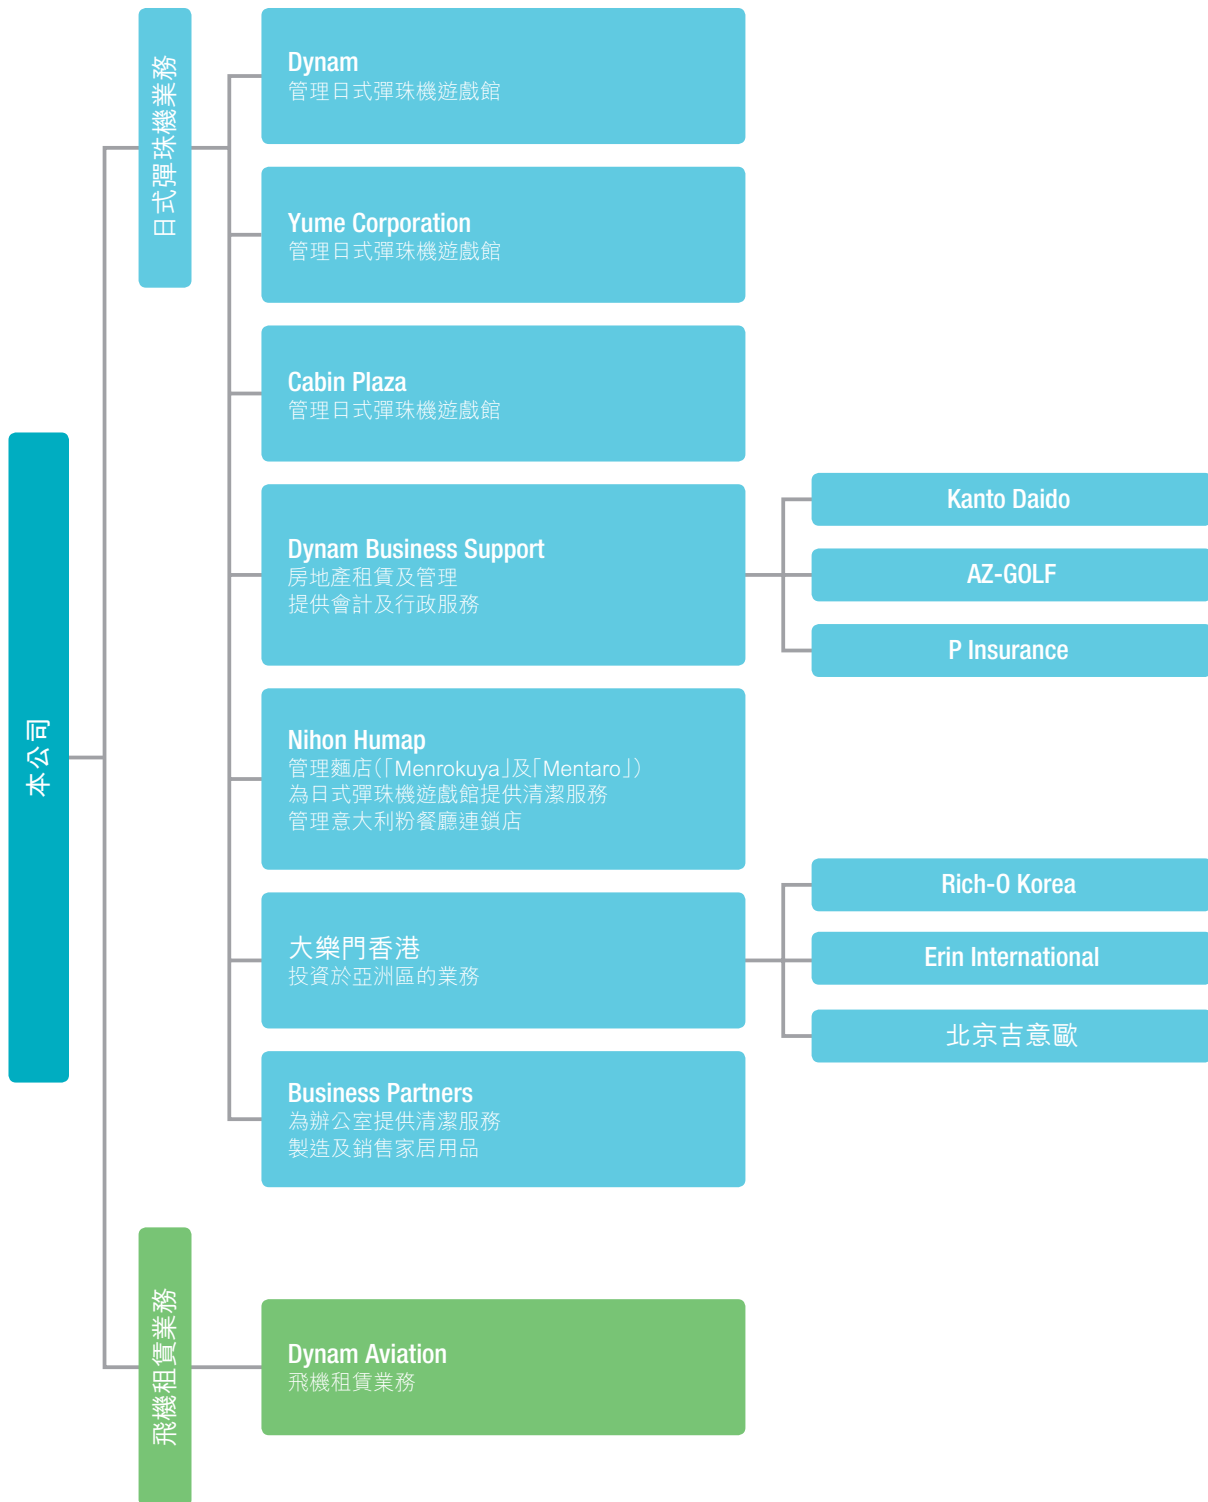 本公司
日式彈珠機業務
Dynam
管理日式彈珠機遊戲館
Yume Corporation
管理日式彈珠機遊戲館
Cabin Plaza
管理日式彈珠機遊戲館
Dynam Business Support
房地產租賃及管理
提供會計及行政服務
Kanto Daido
AZ-GOLF
P Insurance
Nihon Humap
管理麵店(「Menrokuya」及「Mentaro」)
為日式彈珠機遊戲館提供清潔服務
管理意大利粉餐廳連鎖店
大樂門香港
投資於亞洲區的業務
Rich-O Korea
Erin International
北京吉意歐
Business Partners
為辦公室提供清潔服務
製造及銷售家居用品
飛機租賃業務
Dynam Aviation
飛機租賃業務